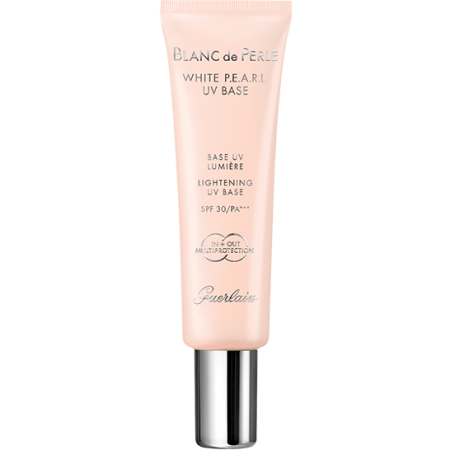 BLANC de PERLE
WHITE P.E.A.R.L.
UV BASE
BASE UV
LUMIÈRE
LIGHTENING
UV BASE
SPF 30/PA+++
IN + OUT
MULTIPROTECTION
Guerlain